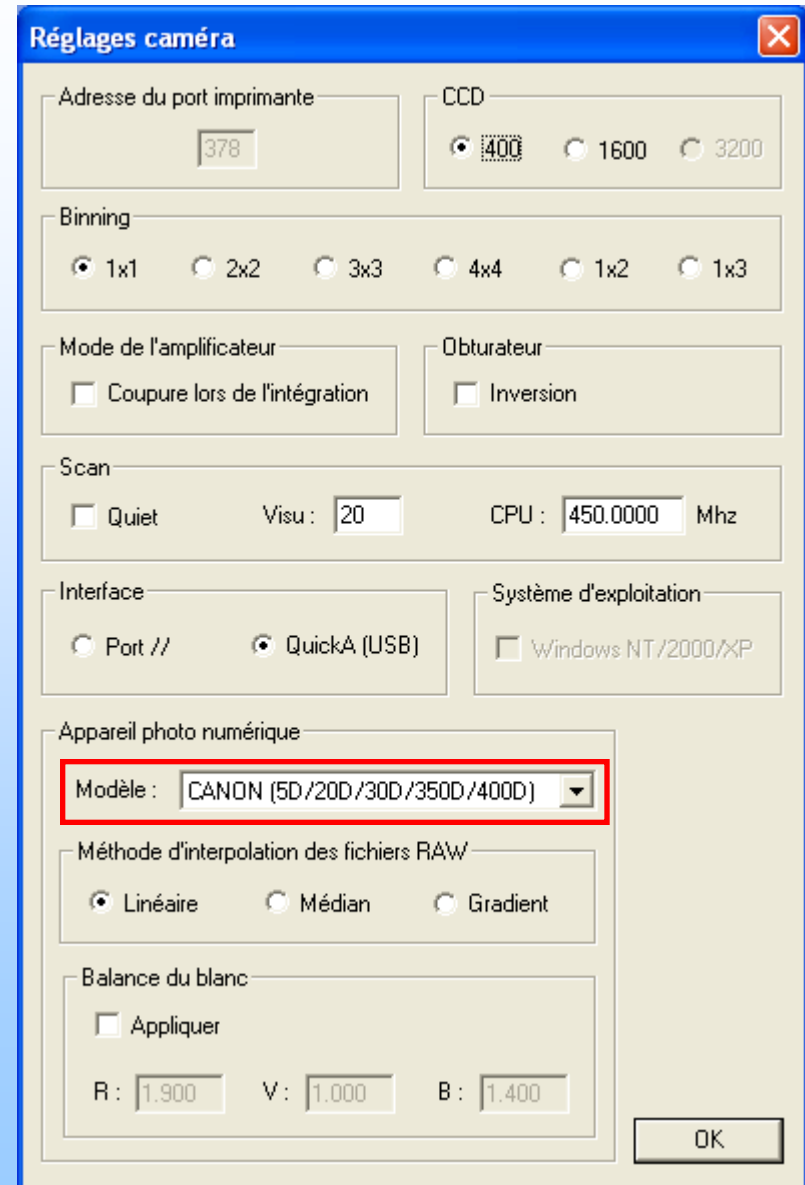 Réglages caméra
Adresse du port imprimante
378
CCD
400 1600 3200
Binning
1x1 2x2 3x3 4x4 1x2 1x3
Mode de l'amplificateur
Coupure lors de l'intégration
Obturateur
Inversion
Scan
Quiet Visu : 20 CPU : 450.0000 Mhz
Interface
Port // QuickA (USB)
Système d'exploitation
Windows NT/2000/XP
Appareil photo numérique
Modèle : CANON (5D/20D/30D/350D/400D)
Méthode d'interpolation des fichiers RAW
Linéaire Médian Gradient
Balance du blanc
Appliquer
R : 1.900 V : 1.000 B : 1.400
OK